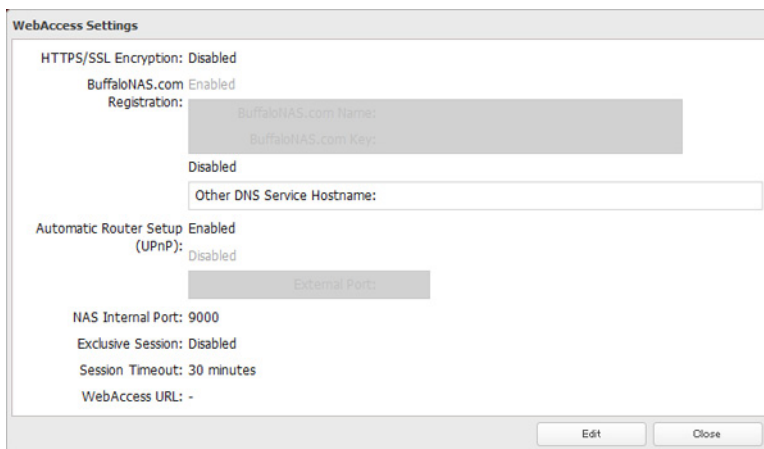 WebAccess Settings
HTTPS/SSL Encryption: Disabled
BuffaloNAS.com Enabled
Registration:
BuffaloNAS.com Name:
BuffaloNAS.com Key:
Disabled
Other DNS Service Hostname:
Automatic Router Setup Enabled
(UPnP):
Disabled
External Port:
NAS Internal Port: 9000
Exclusive Session: Disabled
Session Timeout: 30 minutes
WebAccess URL: -
Edit Close